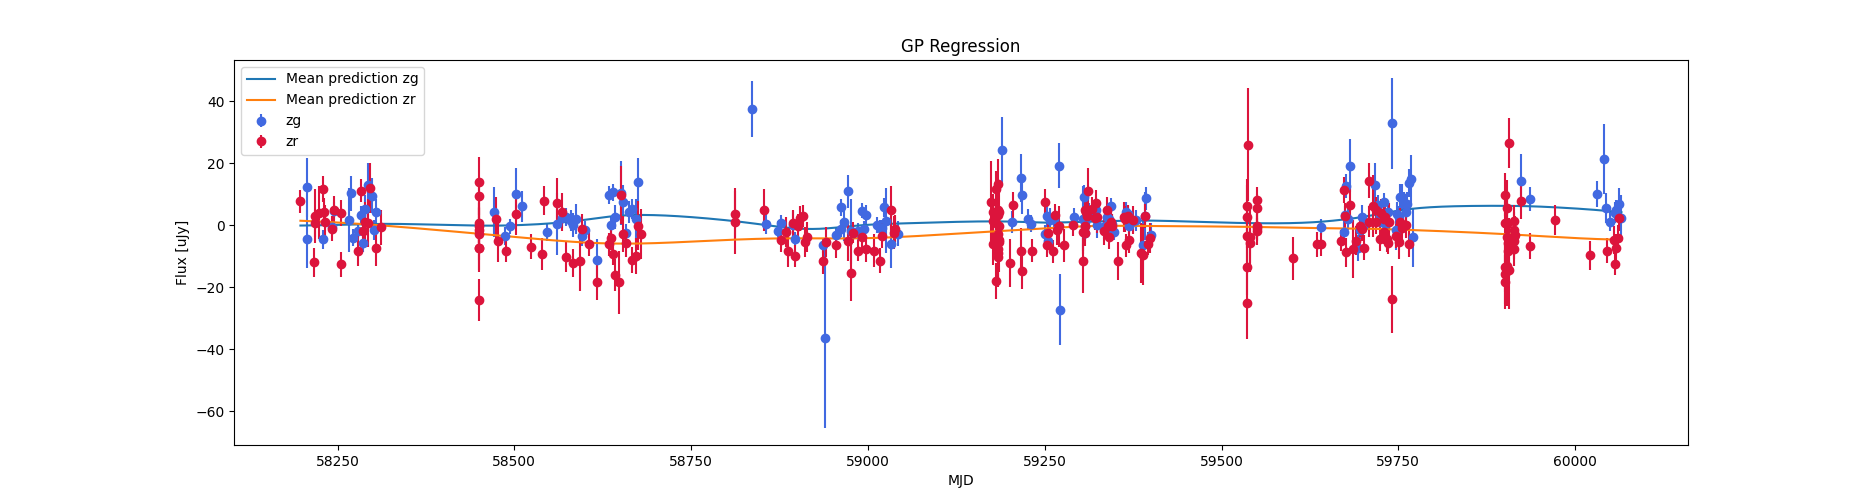 GP Regression
Mean prediction zg
Mean prediction zr
zg
zr
Flux [uJy]
40
20
0
−20
−40
−60
58250 58500 58750 59000 59250 59500 59750 60000
MJD